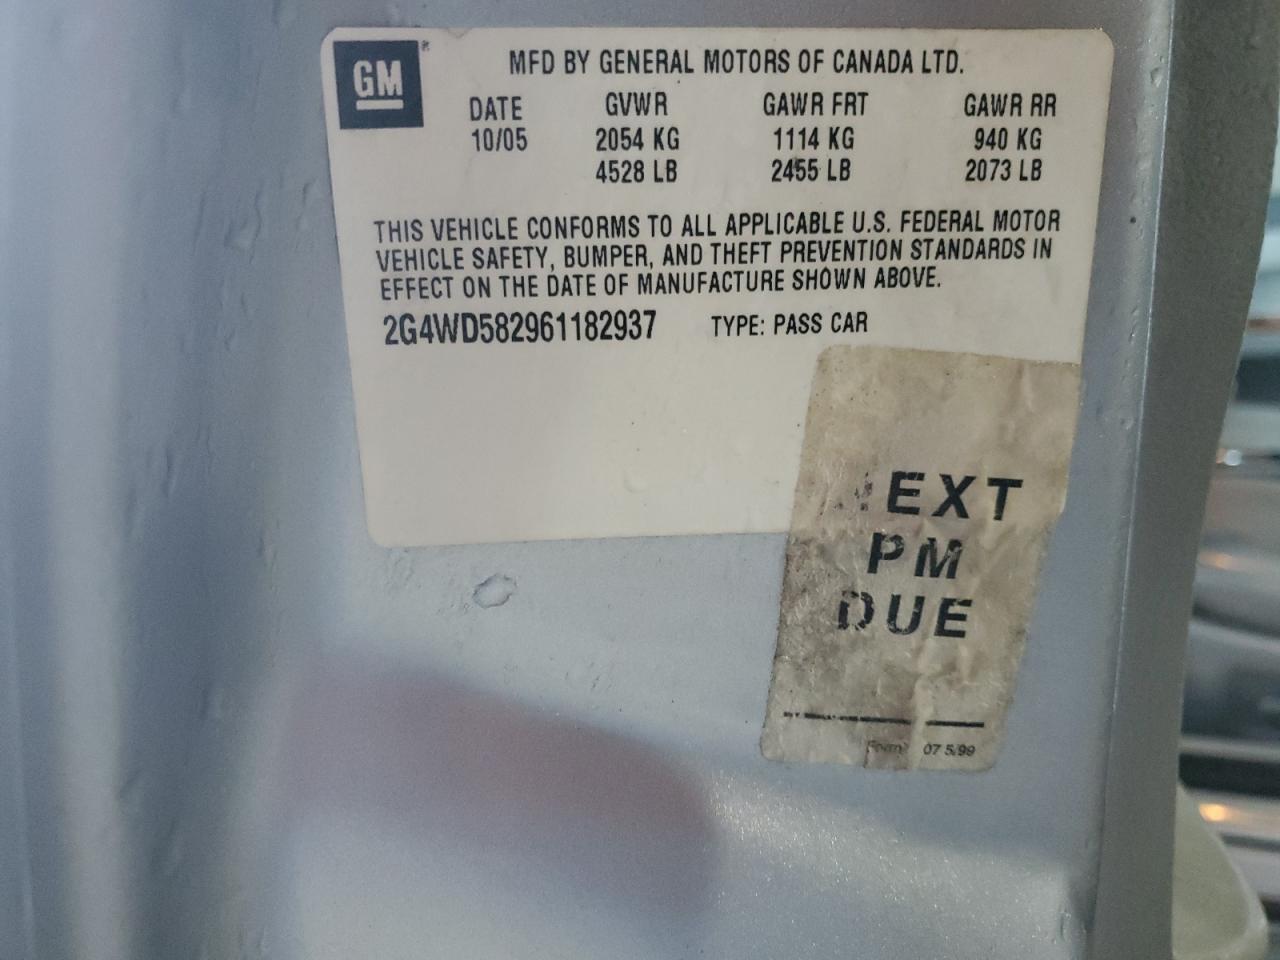 GM
MFD BY GENERAL MOTORS OF CANADA LTD.
DATE GVWR GAWR FRT GAWR RR
10/05 2054 KG 1114 KG 940 KG
4528 LB 2455 LB 2073 LB
THIS VEHICLE CONFORMS TO ALL APPLICABLE U.S. FEDERAL MOTOR
VEHICLE SAFETY, BUMPER, AND THEFT PREVENTION STANDARDS IN
EFFECT ON THE DATE OF MANUFACTURE SHOWN ABOVE.
2G4WD582961182937 TYPE: PASS CAR
EXT
PM
DUE
Form 07 5/99